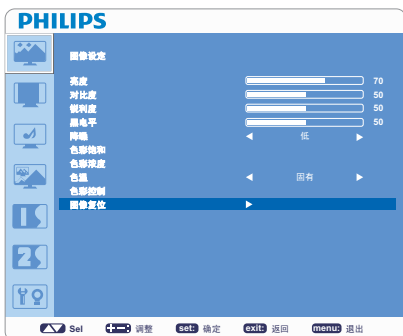 PHILIPS
图像设定
亮度 70
对比度 50
锐利度 50
黑电平 50
降噪 低
色彩饱和
色彩浓度
色温 固有
色彩控制
图像复位
Sel 调整 set: 确定 exit: 返回 menu: 退出